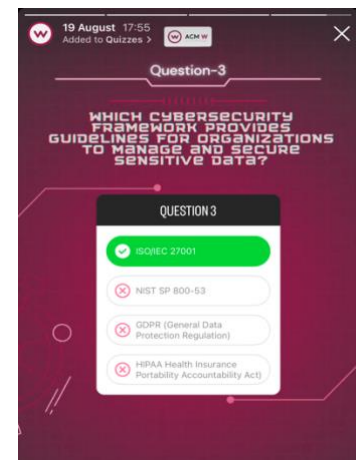 19 August 17:55
Added to Quizzes >
W ACM W
Question-3
WHICH CYBERSECURITY
FRAMEWORK PROVIDES
GUIDELINES FOR ORGANIZATIONS
TO MANAGE AND SECURE
SENSITIVE DATA?
QUESTION 3
ISO/IEC 27001
NIST SP 800-53
GDPR (General Data
Protection Regulation)
HIPAA Health Insurance
Portability Accountability Act)